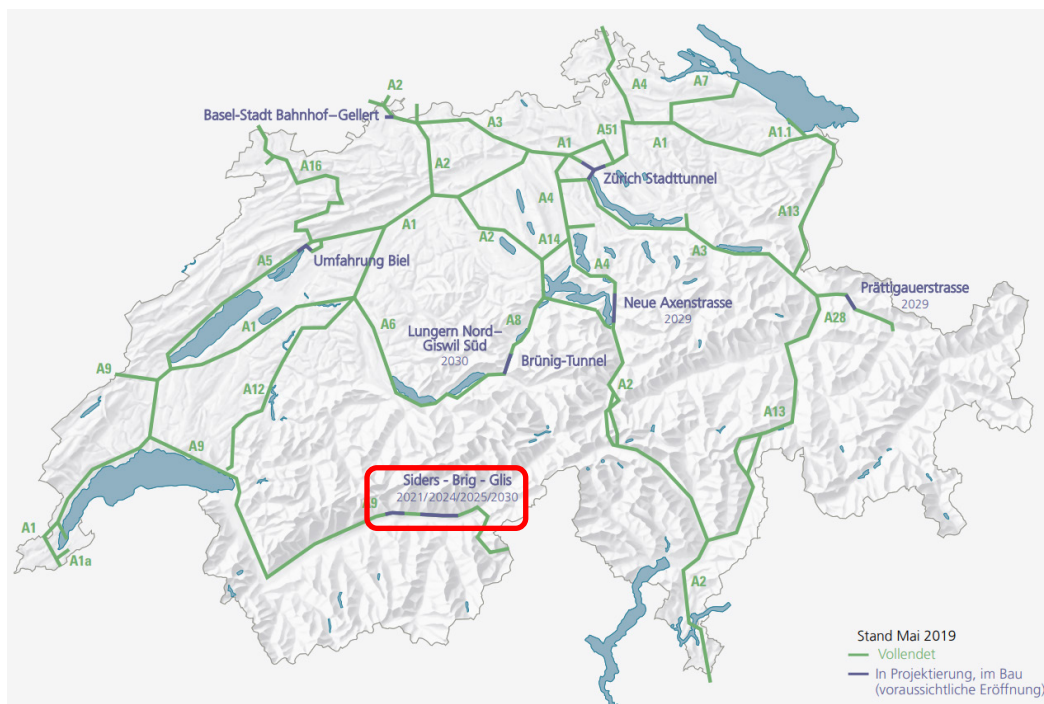 A2
Basel-Stadt Bahnhof–Gellert
A4
A7
A3
A51
A1
A1
A1.1
A16
A2
Zürich Stadttunnel
A4
A13
A1
A2
A14
A3
A5
Umfahrung Biel
A4
Neue Axenstrasse
2029
Prättigauerstrasse
2029
A28
A1
A6
Lungern Nord–
Giswil Süd
2030
A8
Brünig-Tunnel
A9
A12
A2
A13
A9
Siders - Brig - Glis
2021/2024/2025/2030
A1
A1a
A2
Stand Mai 2019
Vollendet
In Projektierung, im Bau
(voraussichtliche Eröffnung)